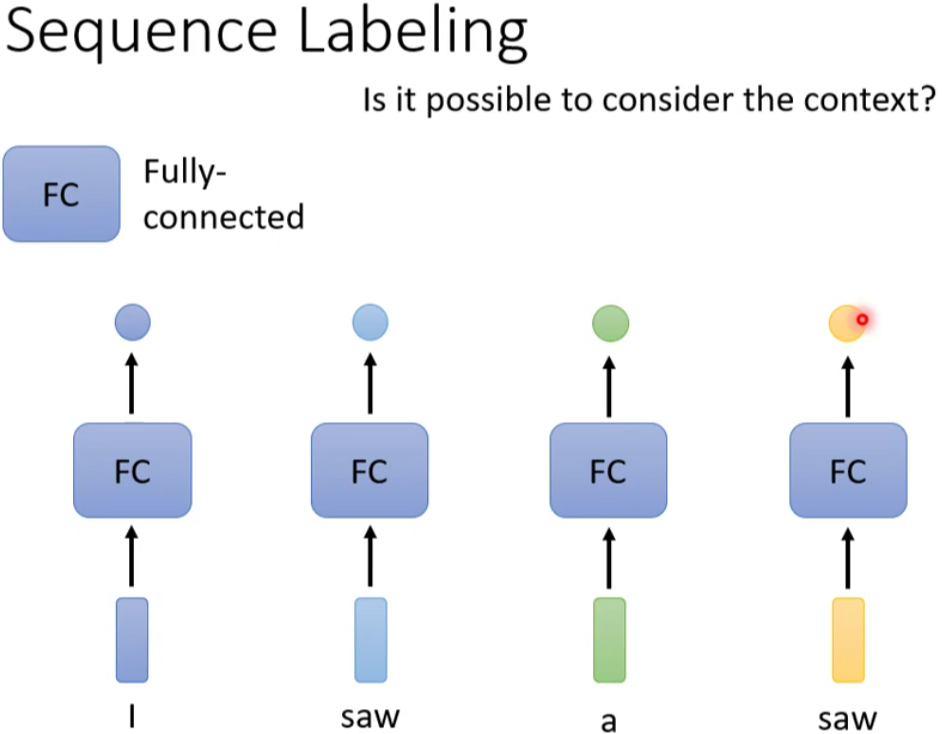 Sequence Labeling
Is it possible to consider the context?
FC
Fully-
connected
FC
FC
FC
FC
I
saw
a
saw